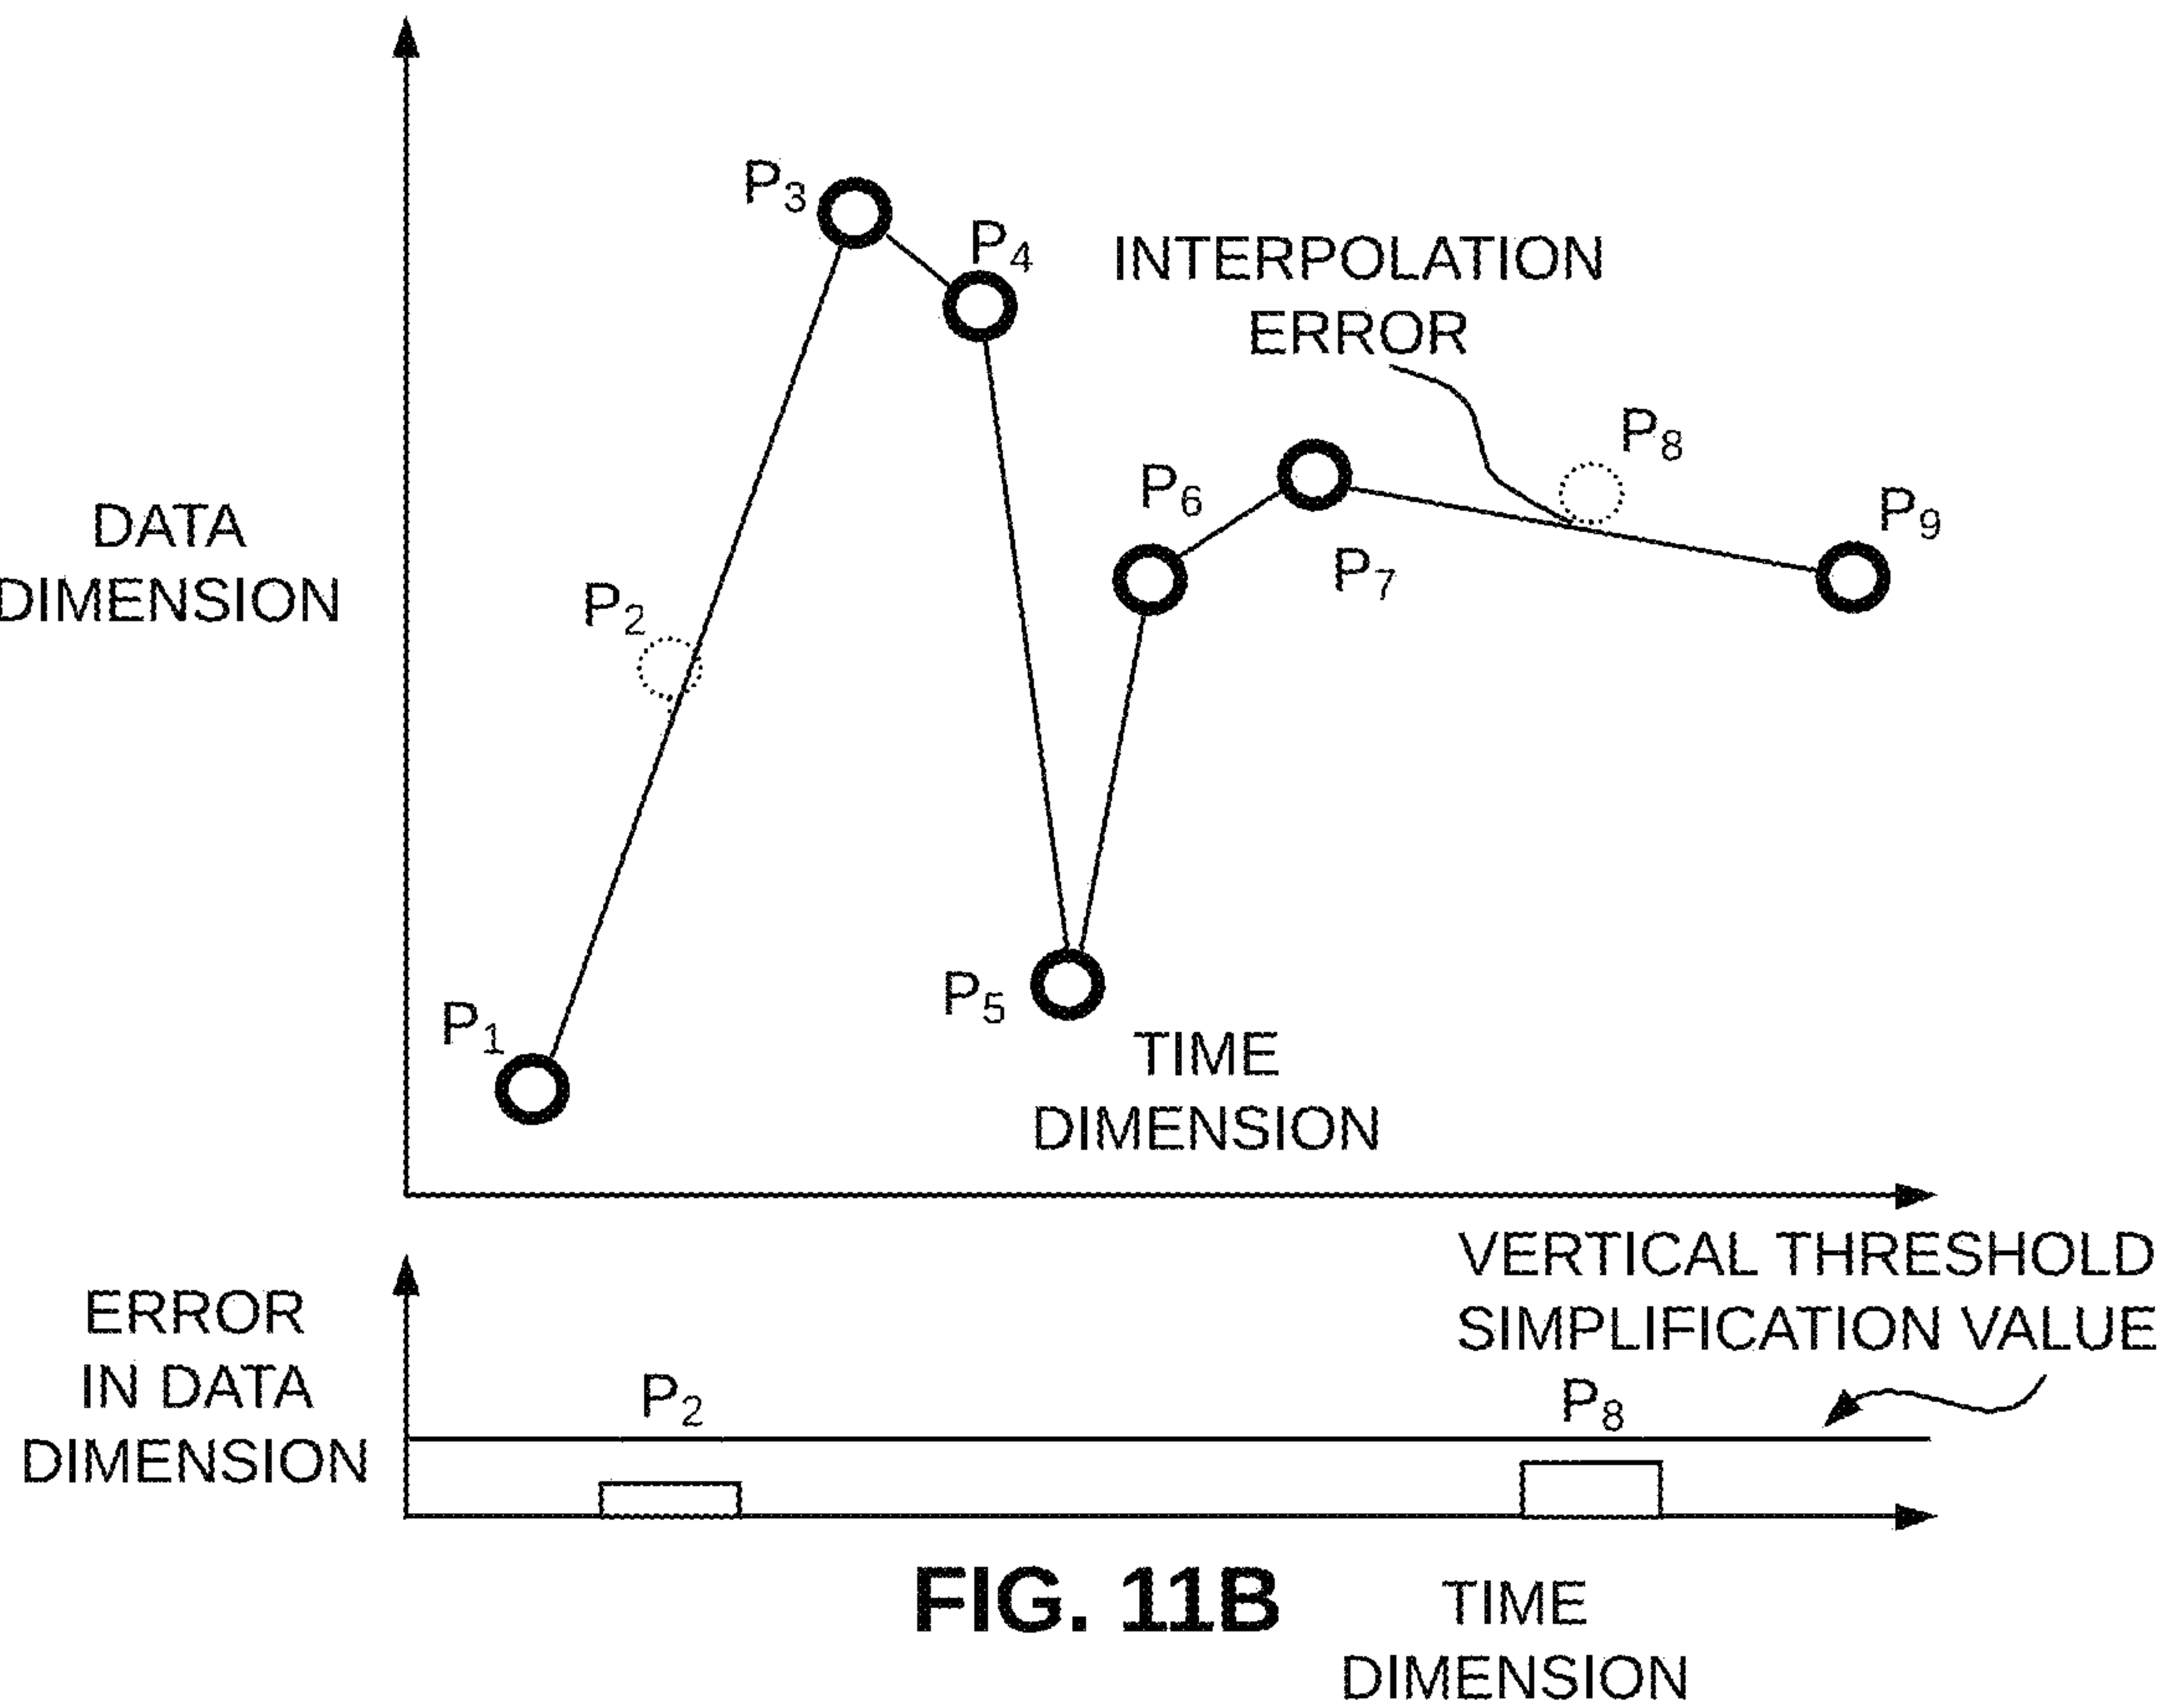 P3
P4
INTERPOLATION
ERROR
P8
P6
P9
DATA
DIMENSION
P7
P2
P5
P1
TIME
DIMENSION
VERTICAL THRESHOLD
SIMPLIFICATION VALUE
ERROR
IN DATA
DIMENSION
P2
P8
FIG. 11B
TIME
DIMENSION